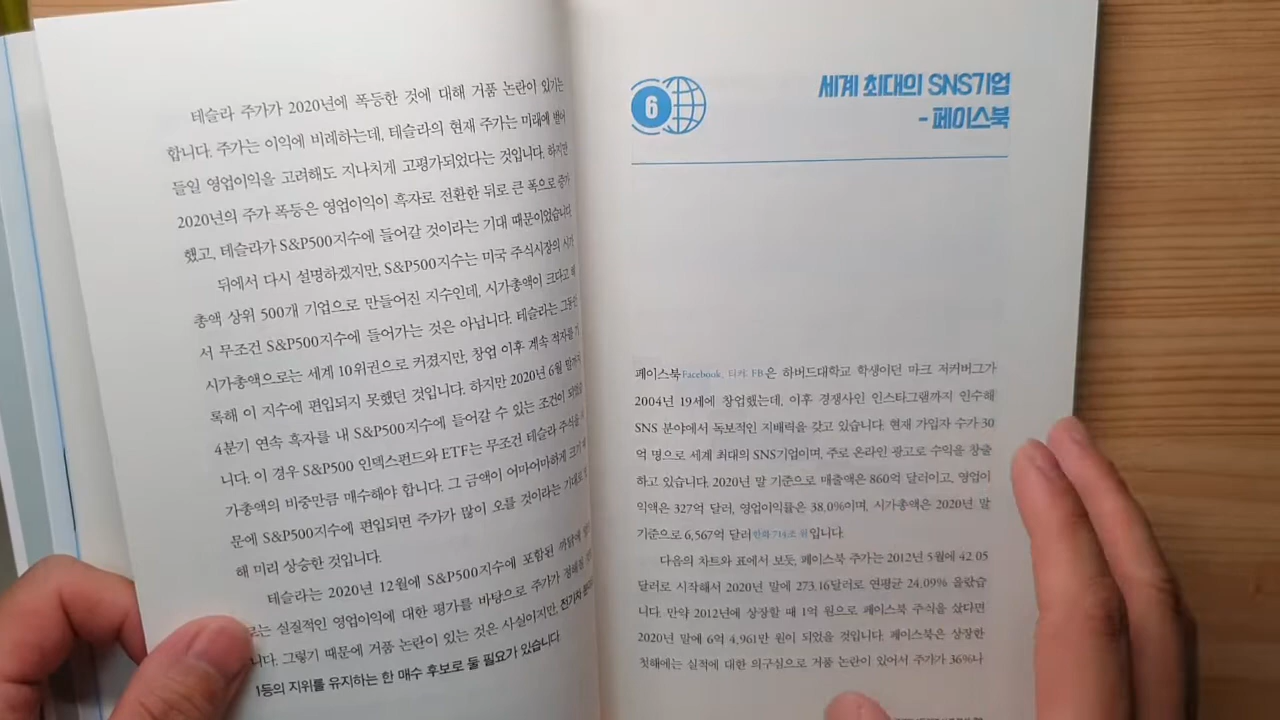 테슬라 주가가 2020년에 폭등한 것에 대해 거품 논란이 있기는
합니다. 주가는 이익에 비례하는데, 테슬라의 현재 주가는 미래에 벌어
들일 영업이익을 고려해도 지나치게 고평가되었다는 것입니다. 하지만
2020년의 주가 폭등은 영업이익이 흑자로 전환한 뒤로 큰 폭으로 증가
했고, 테슬라가 S&P500지수에 들어갈 것이라는 기대 때문이었습니다.
뒤에서 다시 설명하겠지만, S&P500지수는 미국 주식시장의 시가
총액 상위 500개 기업으로 만들어진 지수인데, 시가총액이 크다고 해
서 무조건 S&P500지수에 들어가는 것은 아닙니다. 테슬라는 그동안
시가총액으로는 세계 10위권으로 커졌지만, 창업 이후 계속 적자를 기
록해 이 지수에 편입되지 못했던 것입니다. 하지만 2020년 6월 말까지
4분기 연속 흑자를 내 S&P500지수에 들어갈 수 있는 조건이 되었습
니다. 이 경우 S&P500 인덱스펀드와 ETF는 무조건 테슬라 주식을 시
가총액의 비중만큼 매수해야 합니다. 그 금액이 어마어마하게 크기 때
문에 S&P500지수에 편입되면 주가가 많이 오를 것이라는 기대로
해 미리 상승한 것입니다.
테슬라는 2020년 12월에 S&P500지수에 포함된 까닭에
로는 실질적인 영업이익에 대한 평가를 바탕으로 주가가 정해질
니다. 그렇기 때문에 거품 논란이 있는 것은 사실이지만, 전기차
1등의 지위를 유지하는 한 매수 후보로 둘 필요가 있습니다.
6
세계 최대의 SNS기업
- 페이스북
페이스북Facebook, 티커: FB은 하버드대학교 학생이던 마크 저커버그가
2004년 19세에 창업했는데, 이후 경쟁사인 인스타그램까지 인수해
SNS 분야에서 독보적인 지배력을 갖고 있습니다. 현재 가입자 수가 30
억 명으로 세계 최대의 SNS기업이며, 주로 온라인 광고로 수익을 창출
하고 있습니다. 2020년 말 기준으로 매출액은 860억 달러이고, 영업이
익액은 327억 달러, 영업이익률은 38.0%이며, 시가총액은 2020년 말
기준으로 6,567억 달러한화 714조 원입니다.
다음의 차트와 표에서 보듯, 페이스북 주가는 2012년 5월에 42.05
달러로 시작해서 2020년 말에 273.16달러로 연평균 24.09% 올랐습
니다. 만약 2012년에 상장할 때 1억 원으로 페이스북 주식을 샀다면
2020년 말에 6억 4,961만 원이 되었을 것입니다. 페이스북은 상장한
첫해에는 실적에 대한 의구심으로 거품 논란이 있어서 주가가 36%나